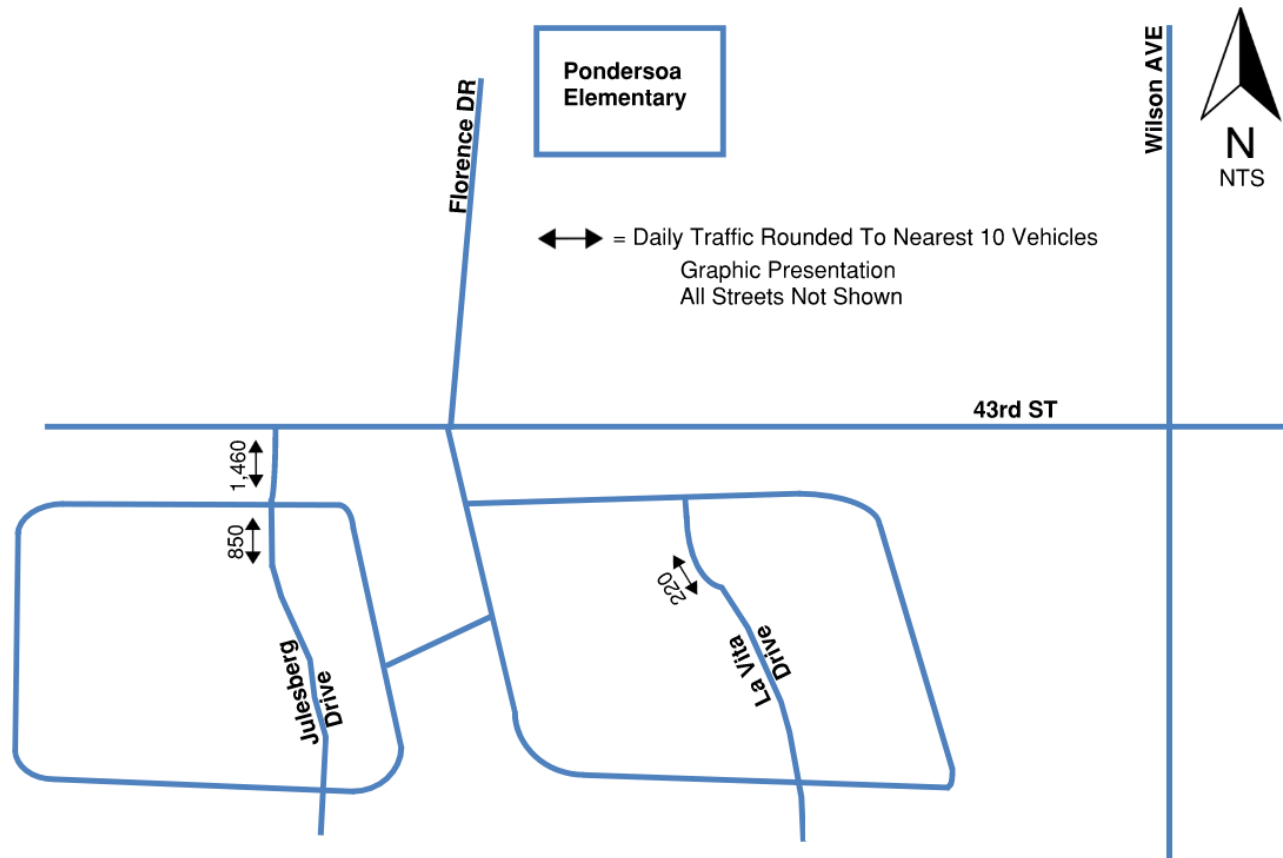 Pondersoa
Elementary
Wilson AVE
N
NTS
Florence DR
= Daily Traffic Rounded To Nearest 10 Vehicles
Graphic Presentation
All Streets Not Shown
43rd ST
1,460
850
220
Julesberg
Drive
La Vita
Drive